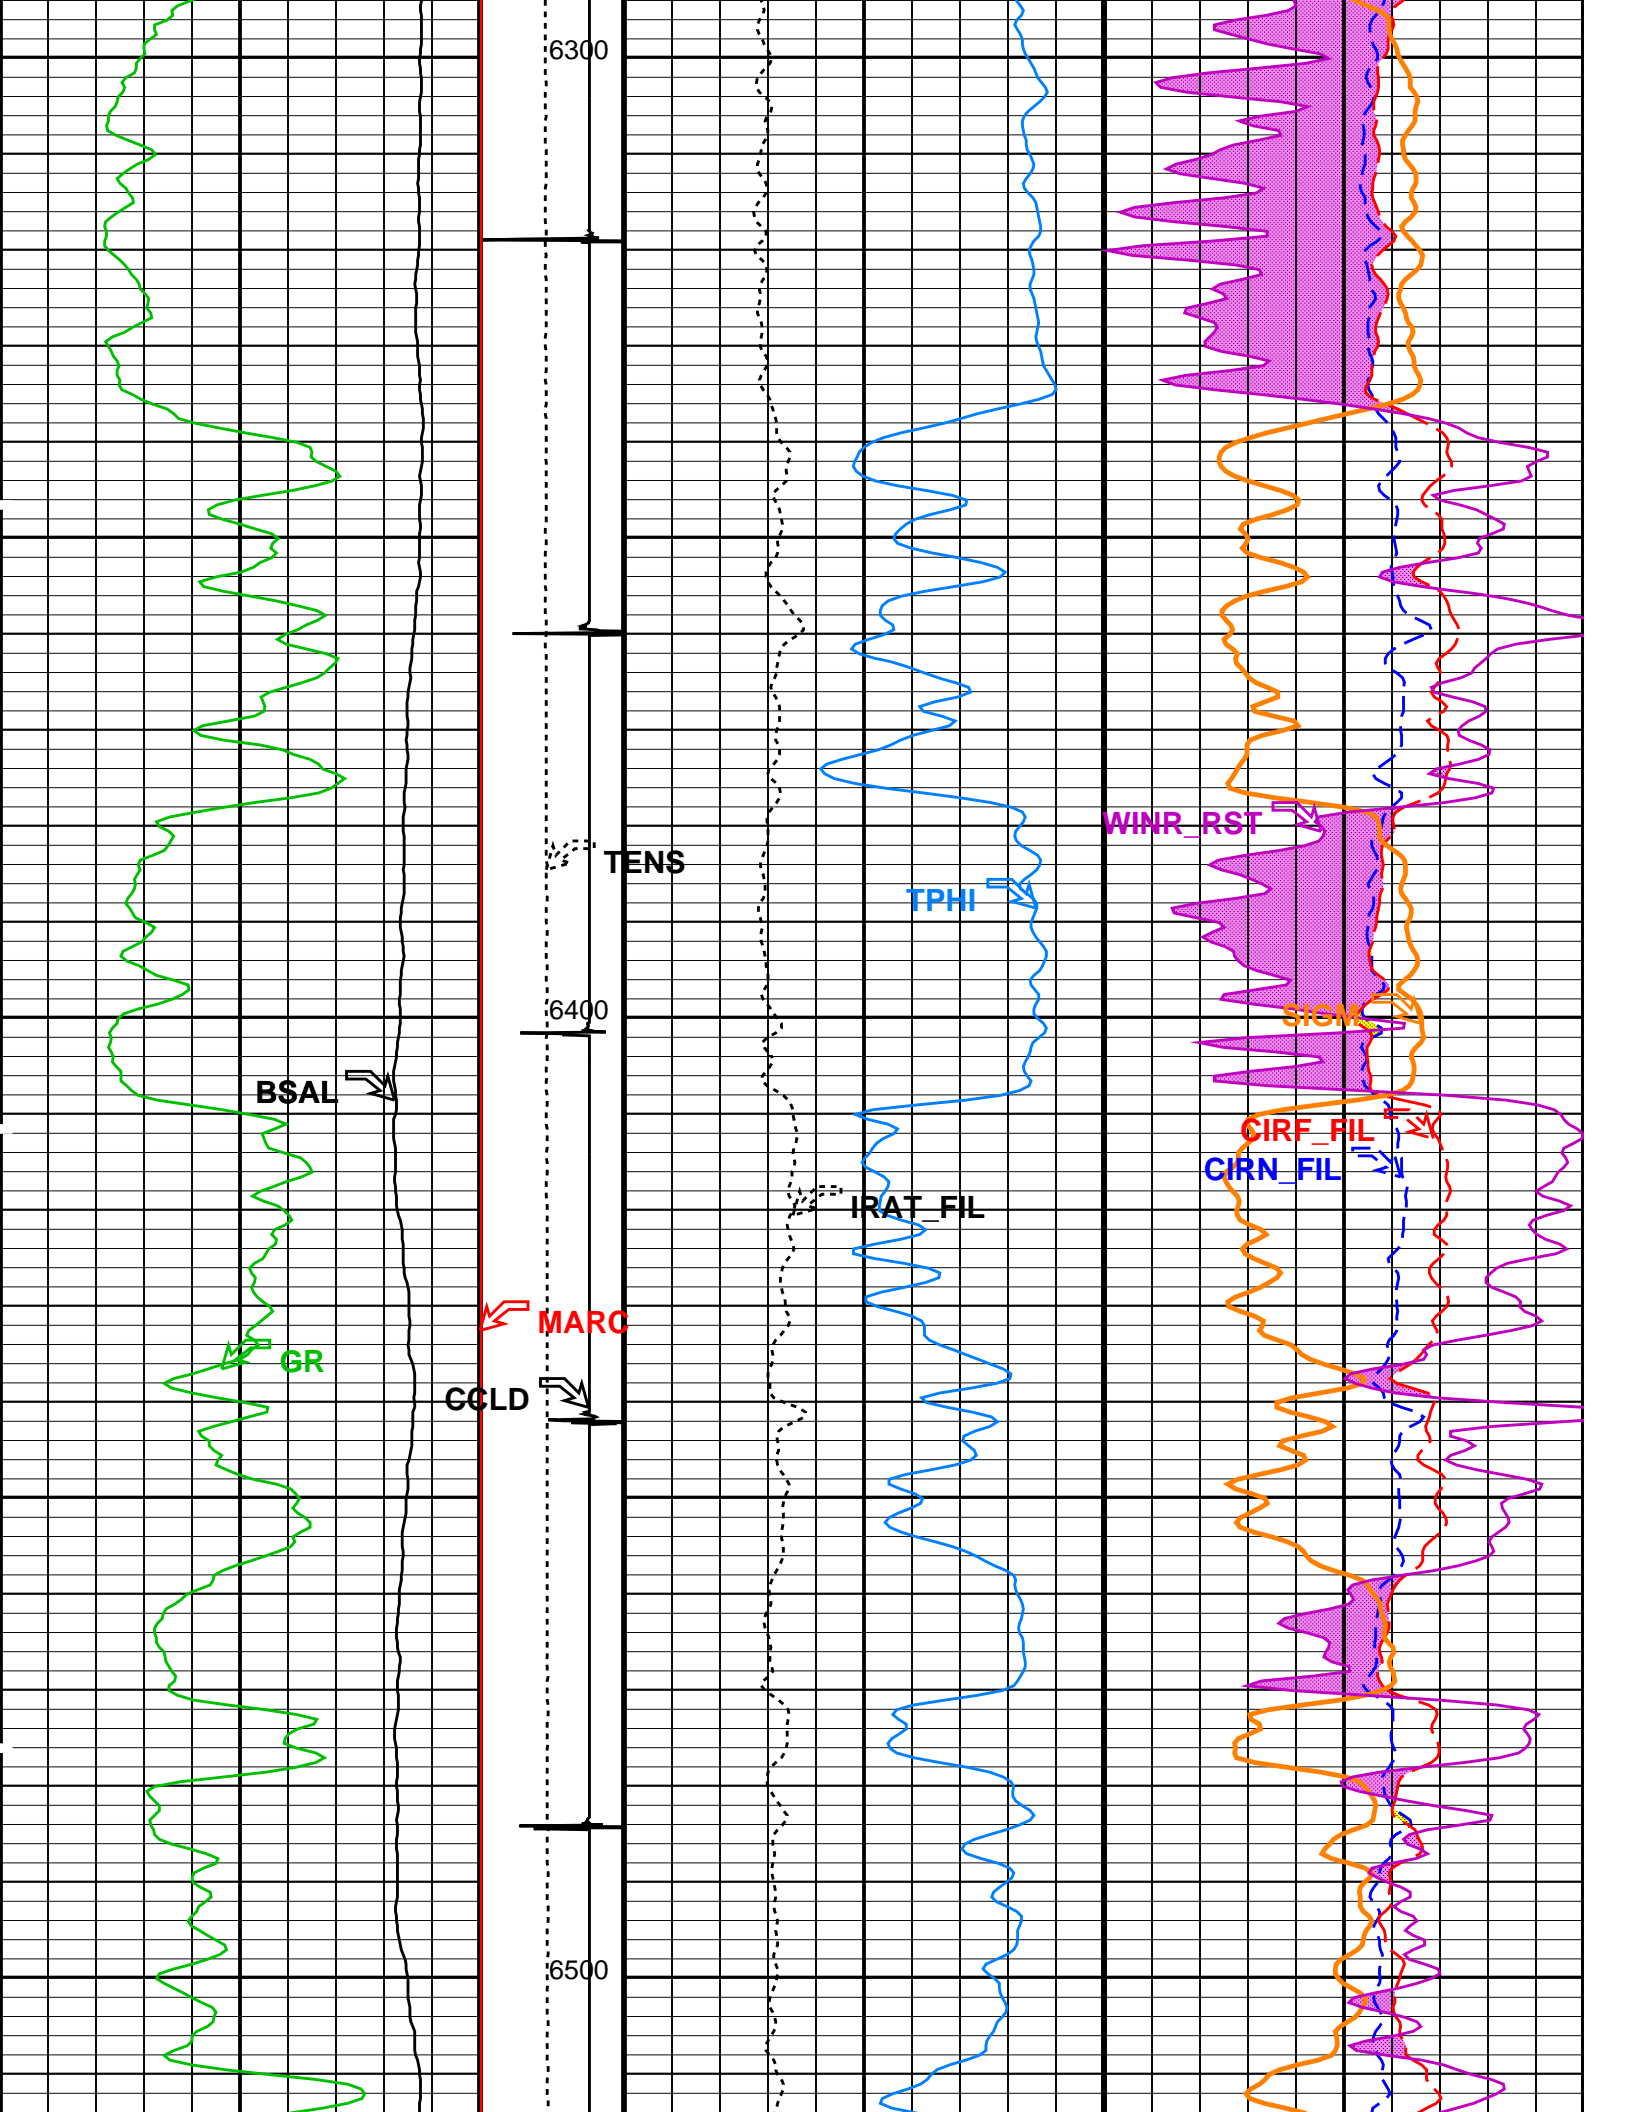 6300
WINR_RST
TENS
TPHI
6400
SIGM
BSAL
CIRF_FIL
CIRN_FIL
IRAT_FIL
MARC
GR
CCLD
6500